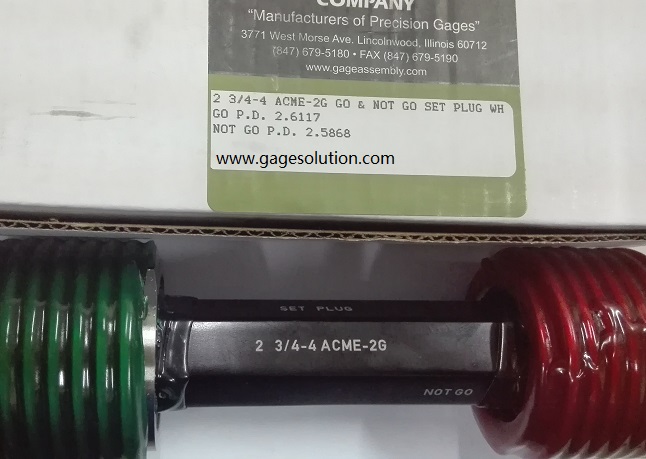 COMPANY
"Manufacturers of Precision Gages"
3771 West Morse Ave. Lincolnwood, Illinois 60712
(847) 679-5180 • FAX (847) 679-5190
www.gageassembly.com
2 3/4-4 ACME-2G GO & NOT GO SET PLUG WH
GO P.D. 2.6117
NOT GO P.D. 2.5868
www.gagesolution.com
SET PLUG
2 3/4-4 ACME-2G
NOT GO